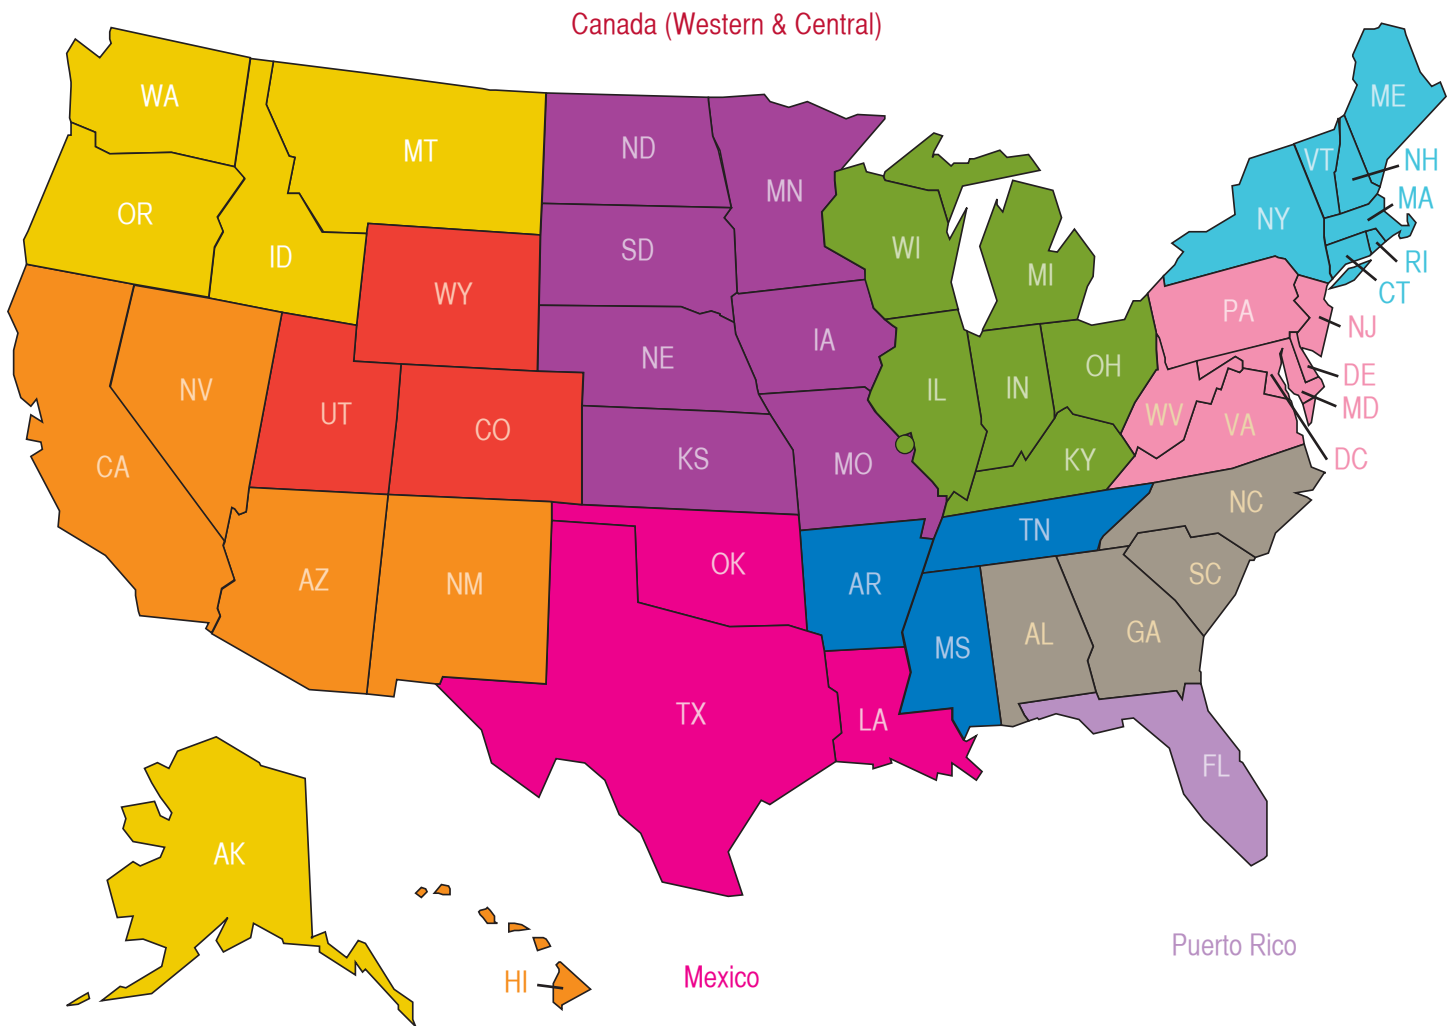 Canada (Western & Central)
WA
MT
ND
MN
ME
OR
ID
SD
WI
MI
NY
VT
NH
MA
RI
CT
WY
NE
IA
PA
NJ
NV
UT
CO
KS
MO
IL
IN
OH
KY
WV
VA
DE
MD
DC
CA
AZ
NM
OK
AR
TN
NC
SC
MS
AL
GA
TX
LA
FL
AK
HI
Mexico
Puerto Rico